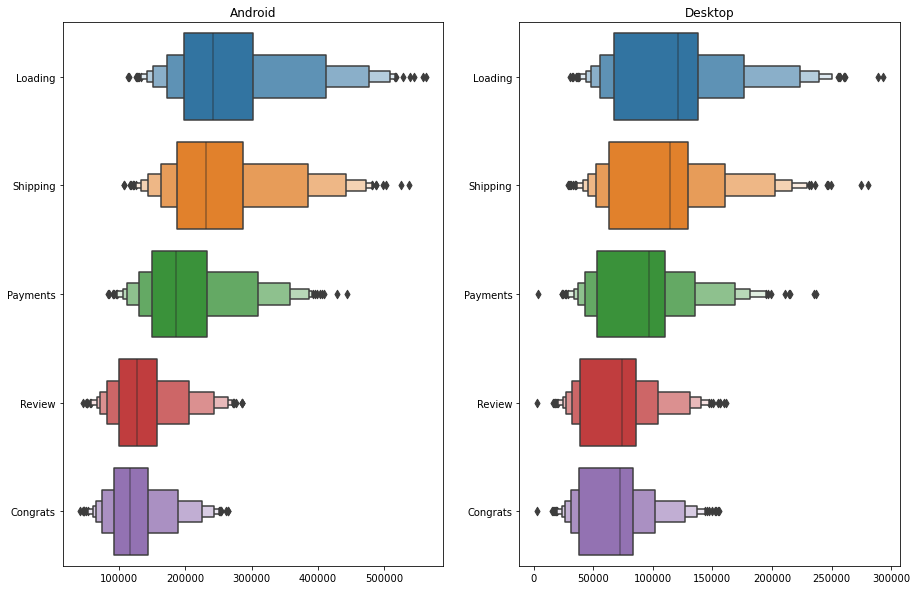 Android
Loading
Shipping
Payments
Review
Congrats
100000 200000 300000 400000 500000
Desktop
Loading
Shipping
Payments
Review
Congrats
0 50000 100000 150000 200000 250000 300000